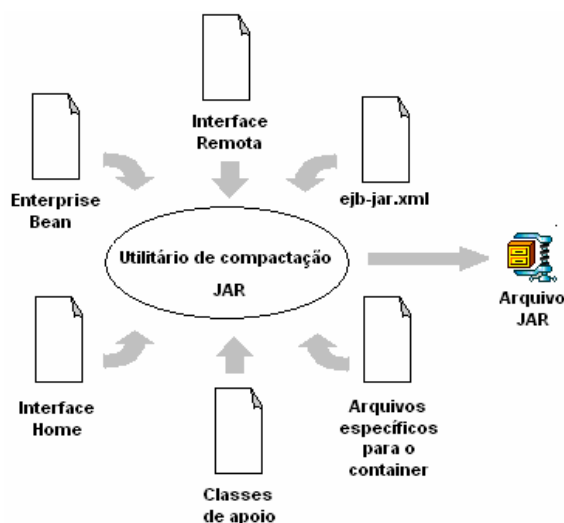 Interface
Remota
Enterprise
Bean
ejb-jar.xml
Utilitário de compactação
JAR
Arquivo
JAR
Interface
Home
Classes
de apoio
Arquivos
específicos
para o
container